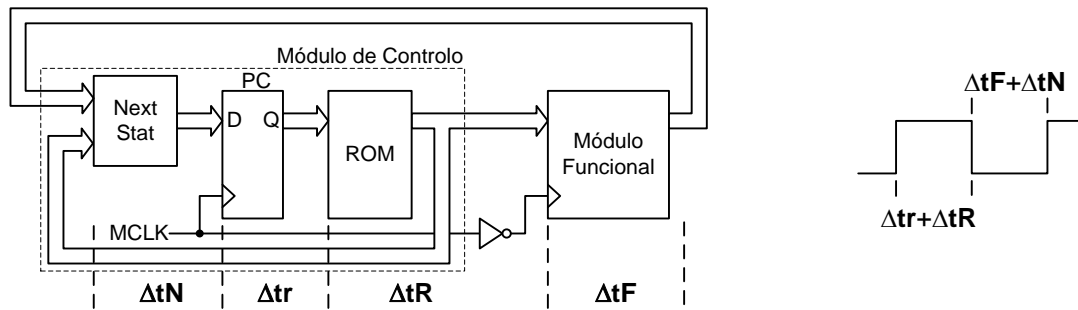 Módulo de Controlo
PC
Next
Stat
D
Q
ROM
Módulo
Funcional
MCLK
ΔtN
Δtr
ΔtR
ΔtF
ΔtF+ΔtN
Δtr+ΔtR